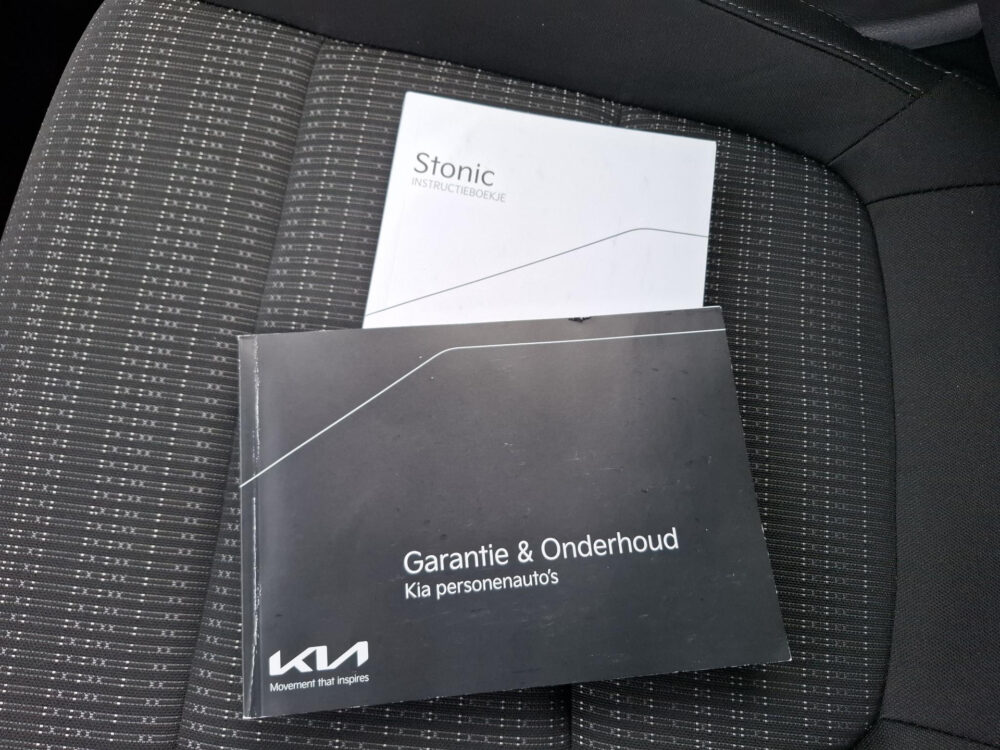 Stonic
INSTRUCTIEBOEKJE
Garantie & Onderhoud
Kia personenauto's
KIA
Movement that inspires